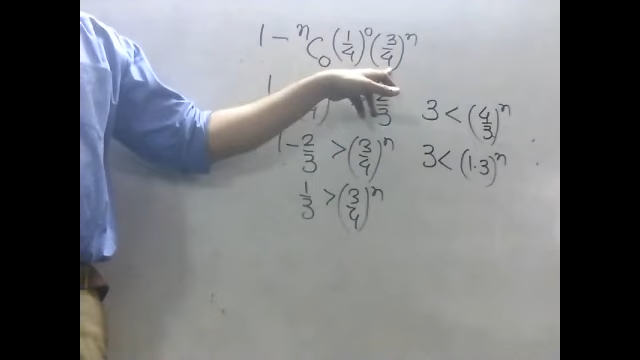 1 - ⁿC₀ (1/4)⁰ (3/4)ⁿ
1 - 2/3 > (3/4)ⁿ
1/3 > (3/4)ⁿ
3 < (4/3)ⁿ
3 < (1.3)ⁿ